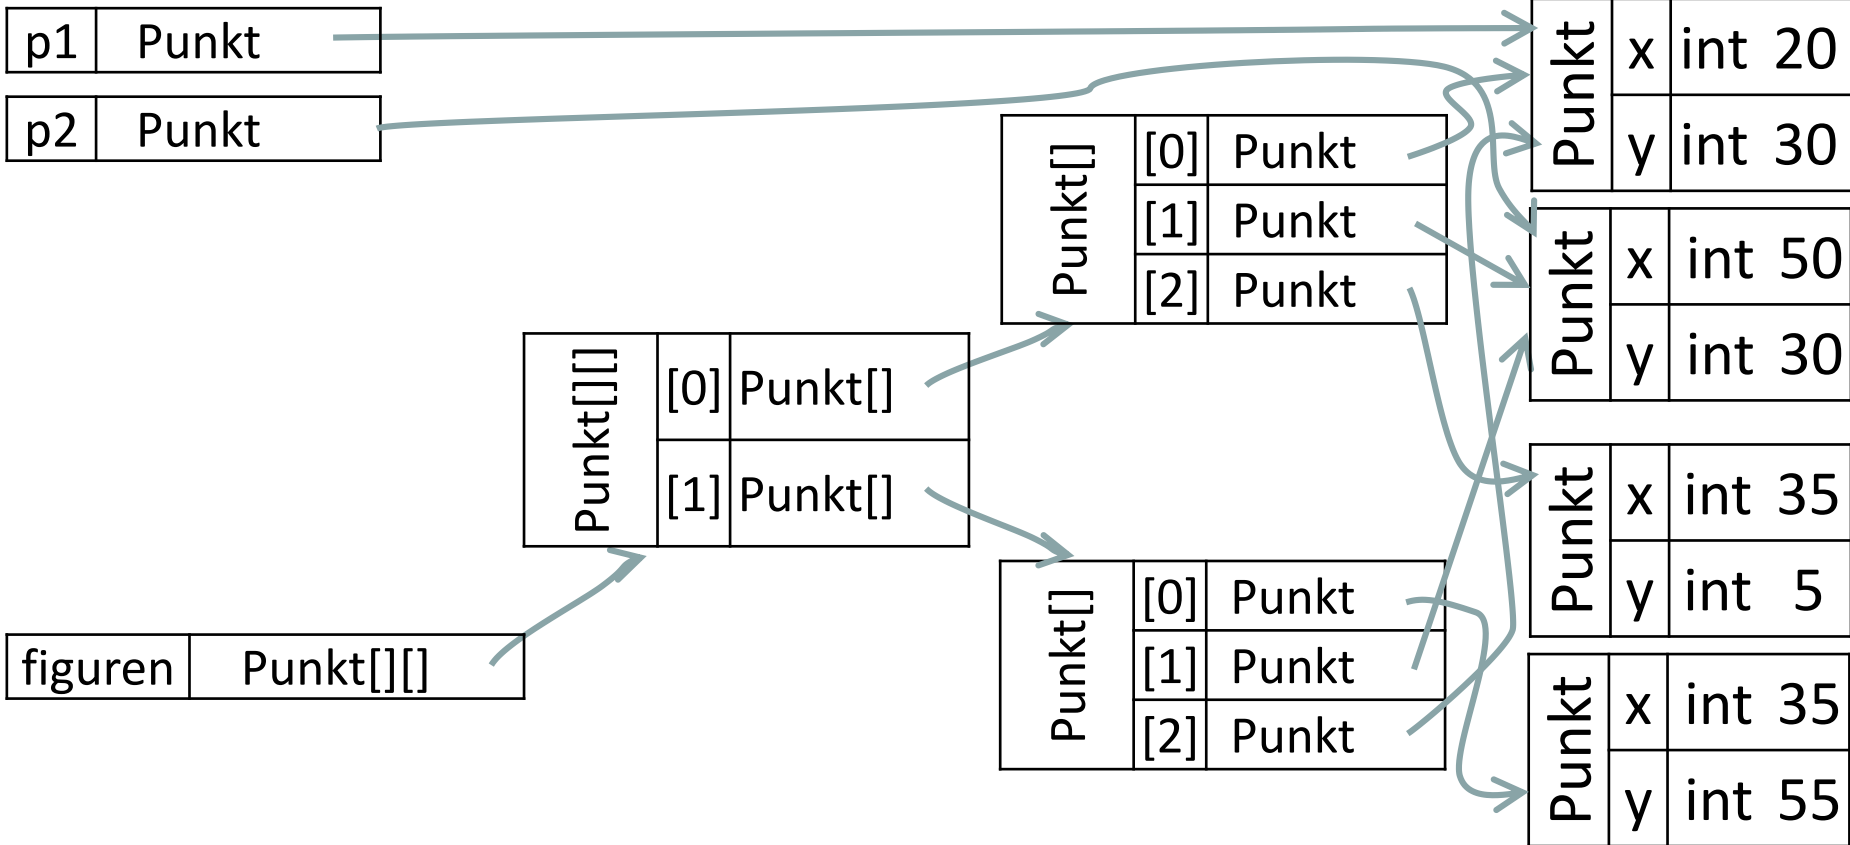 p1 Punkt
p2 Punkt
figuren Punkt[][]
Punkt[][]
[0] Punkt[]
[1] Punkt[]
Punkt[]
[0] Punkt
[1] Punkt
[2] Punkt
Punkt[]
[0] Punkt
[1] Punkt
[2] Punkt
Punkt
x int 20
y int 30
Punkt
x int 50
y int 30
Punkt
x int 35
y int 5
Punkt
x int 35
y int 55